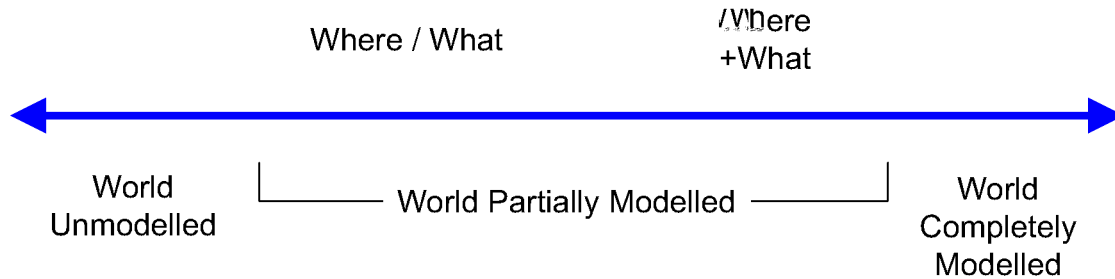 Where / What
Where
+What
World
Unmodelled
World Partially Modelled
World
Completely
Modelled